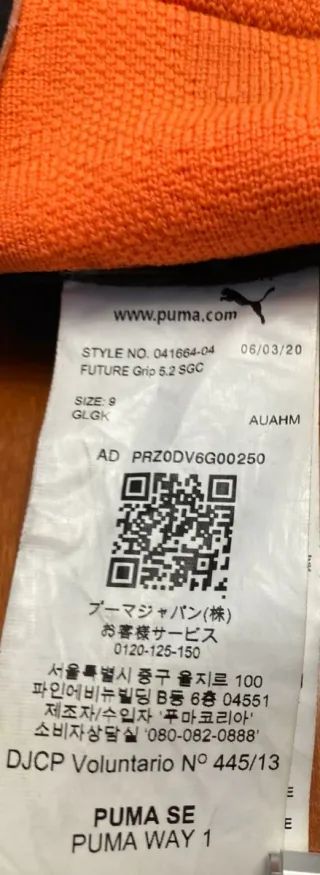 www.puma.com
STYLE NO. 041664-04 06/03/20
FUTURE Grip 5.2 SGC
SIZE: 9
GLGK AUAHM
AD PRZ0DV6G00250
プーマジャパン(株)
お客様サービス
0120-125-150
서울특별시 중구 을지르 100
파인에비뉴빌딩 B동 6층 04551
제조자/수입자 '푸마코리아'
소비자상담실 '080-082-0888'
DJCP Voluntario Nº 445/13
E
E
PUMA SE
PUMA WAY 1